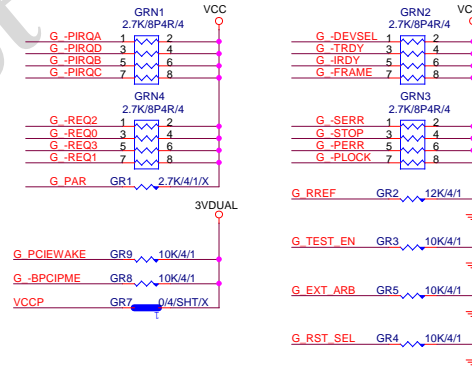 GRN1 VCC
2.7K/8P4R/4
G_-PIRQA 1 2
G_-PIRQD 3 4
G_-PIRQB 5 6
G_-PIRQC 7 8
GRN4
2.7K/8P4R/4
G_-REQ2 1 2
G_-REQ0 3 4
G_-REQ3 5 6
G_-REQ1 7 8
G_PAR GR1 2.7K/4/1/X
3VDUAL
G_PCIEWAKE GR9 10K/4/1
G_-BPCIPME GR8 10K/4/1
VCCP GR7 0/4/SHT/X
GRN2
2.7K/8P4R/4
G_-DEVSEL 1 2
G_-TRDY 3 4
G_-IRDY 5 6
G_-FRAME 7 8
GRN3
2.7K/8P4R/4
G_-SERR 1 2
G_-STOP 3 4
G_-PERR 5 6
G_-PLOCK 7 8
G_RREF GR2 12K/4/1
G_TEST_EN GR3 10K/4/1
G_EXT_ARB GR5 10K/4/1
G_RST_SEL GR4 10K/4/1